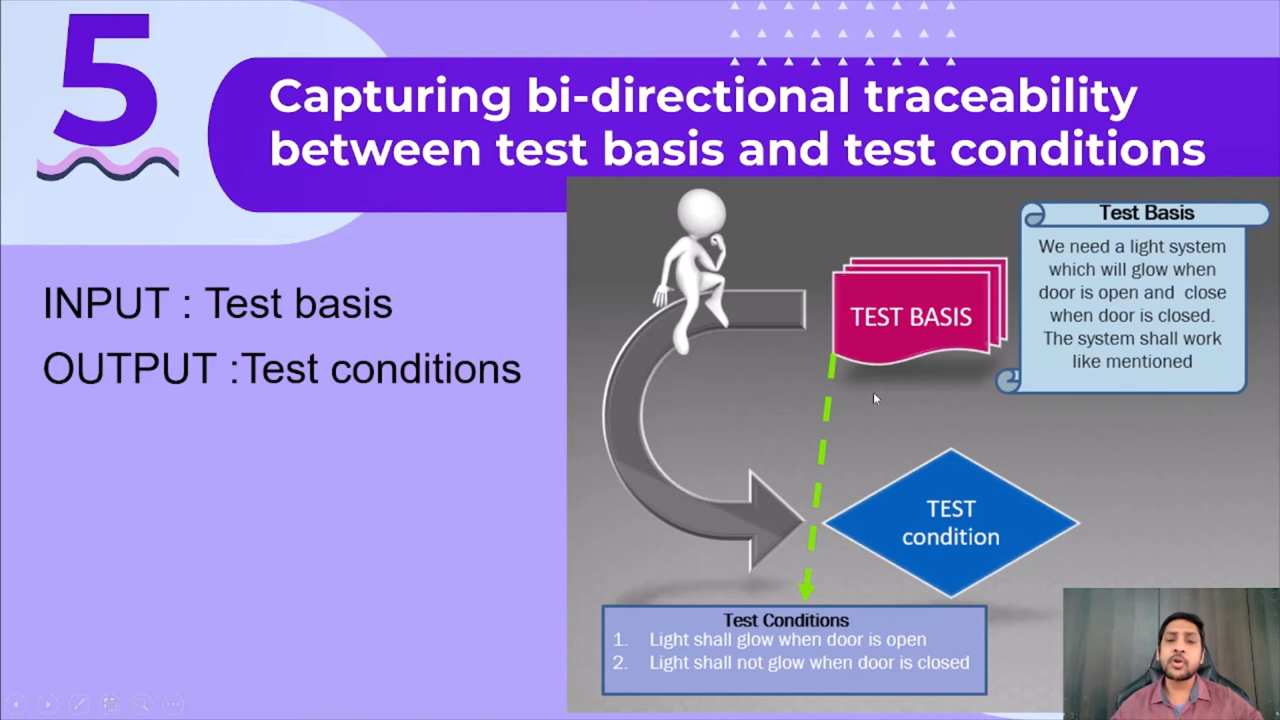 5
Capturing bi-directional traceability
between test basis and test conditions
INPUT : Test basis
OUTPUT :Test conditions
TEST BASIS
Test Basis
We need a light system
which will glow when
door is open and close
when door is closed.
The system shall work
like mentioned
TEST
condition
Test Conditions
1. Light shall glow when door is open
2. Light shall not glow when door is closed